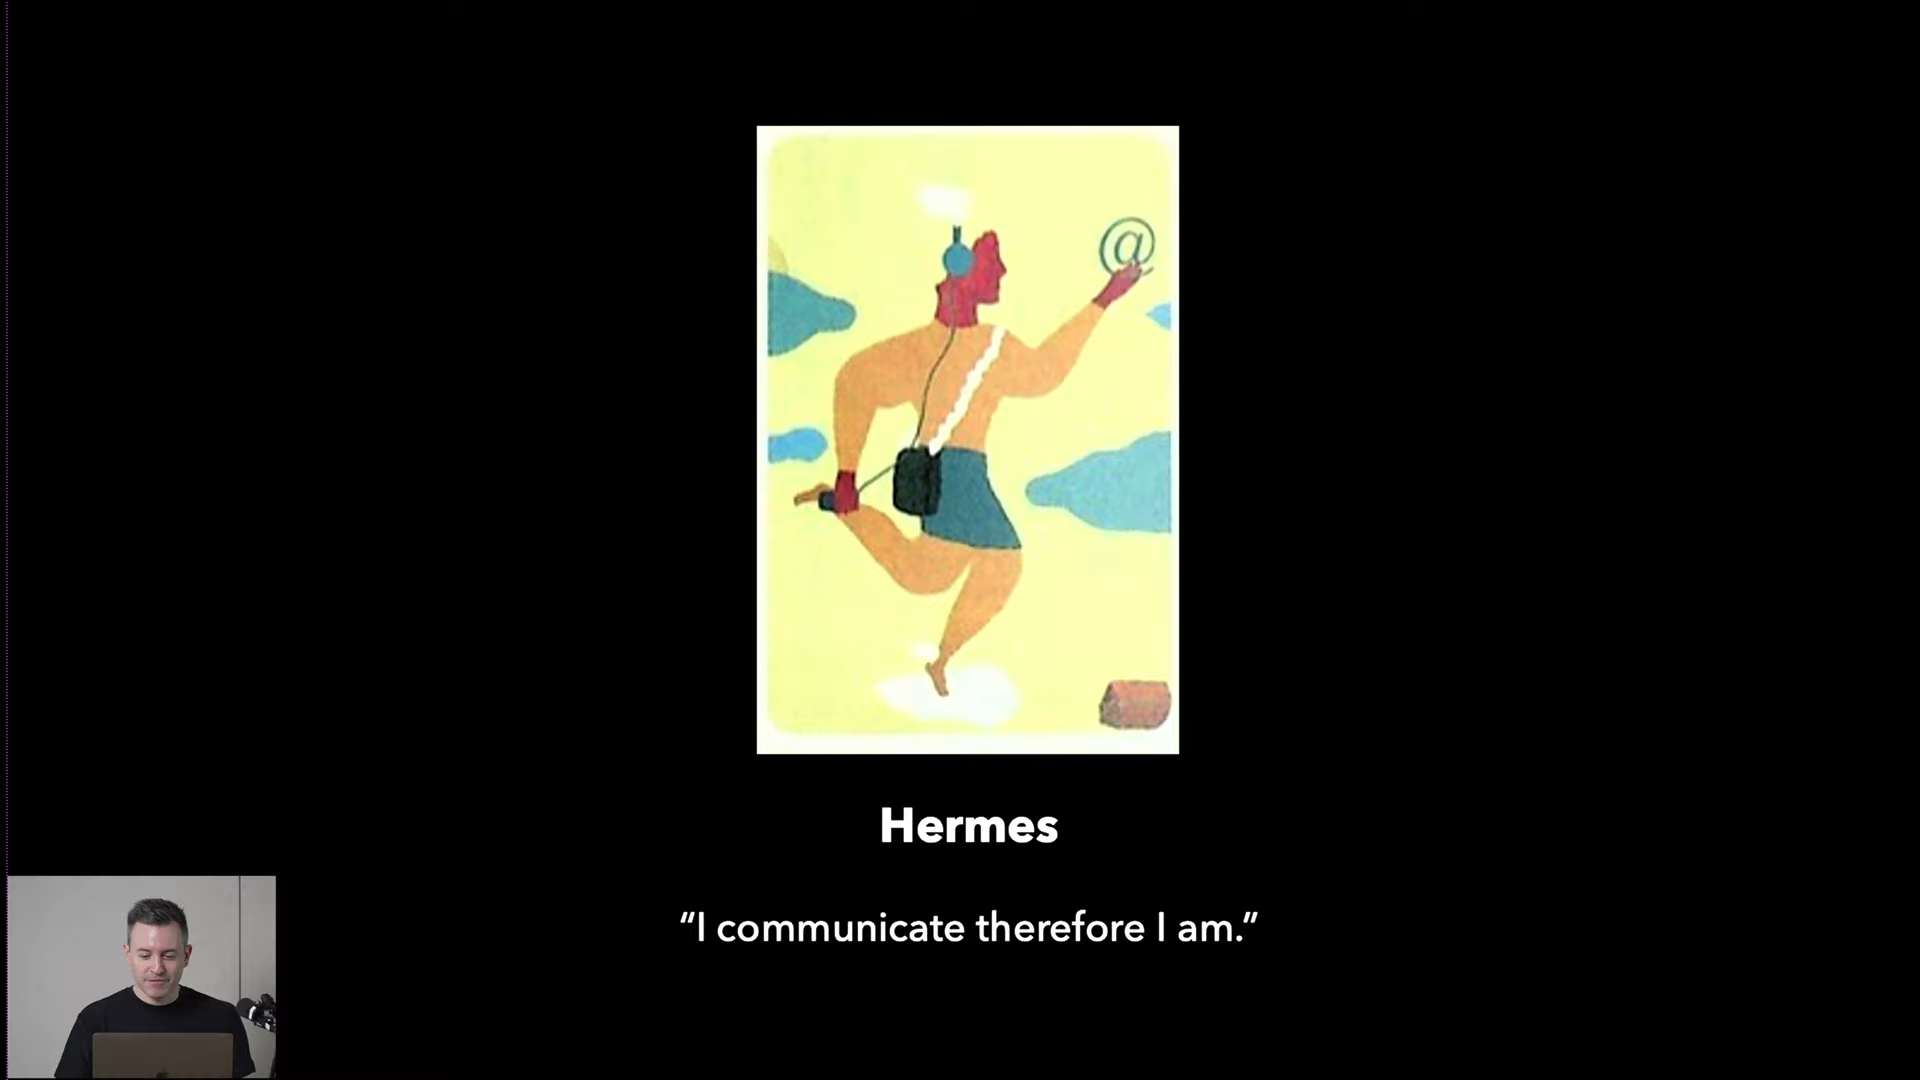 @
Hermes
“I communicate therefore I am.”